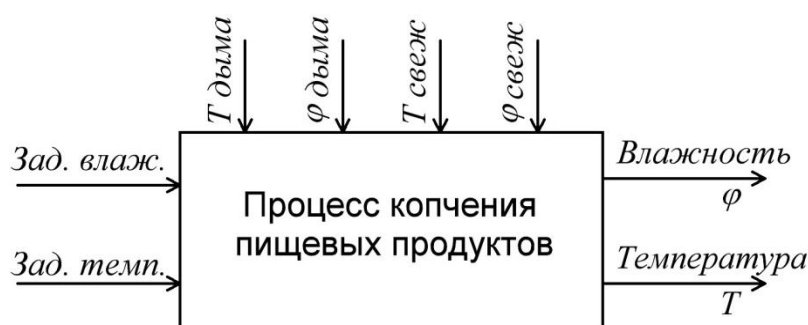 Т дыма
φ дыма
Т свеж
φ свеж
Зад. влаж.
Влажность
φ
Процесс копчения
пищевых продуктов
Зад. темп.
Температура
Т